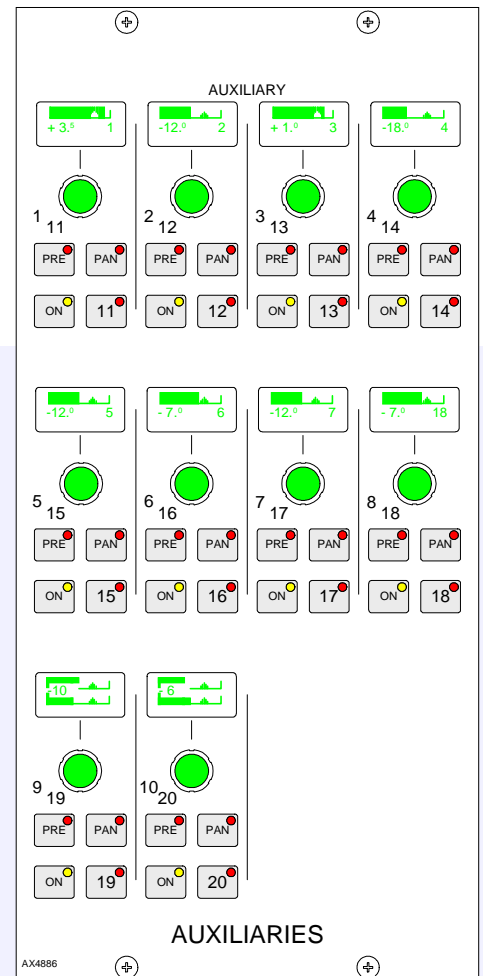 AUXILIARY
+ 3.⁵ 1 -12.⁰ 2 + 1.⁰ 3 -18.⁰ 4
1 11 2 12 3 13 4 14
PRE PAN PRE PAN PRE PAN PRE PAN
ON 11 ON 12 ON 13 ON 14
-12.⁰ 5 - 7.⁰ 6 -12.⁰ 7 - 7.⁰ 18
5 15 6 16 7 17 8 18
PRE PAN PRE PAN PRE PAN PRE PAN
ON 15 ON 16 ON 17 ON 18
-10 - 6
9 19 10 20
PRE PAN PRE PAN
ON 19 ON 20
AUXILIARIES
AX4886